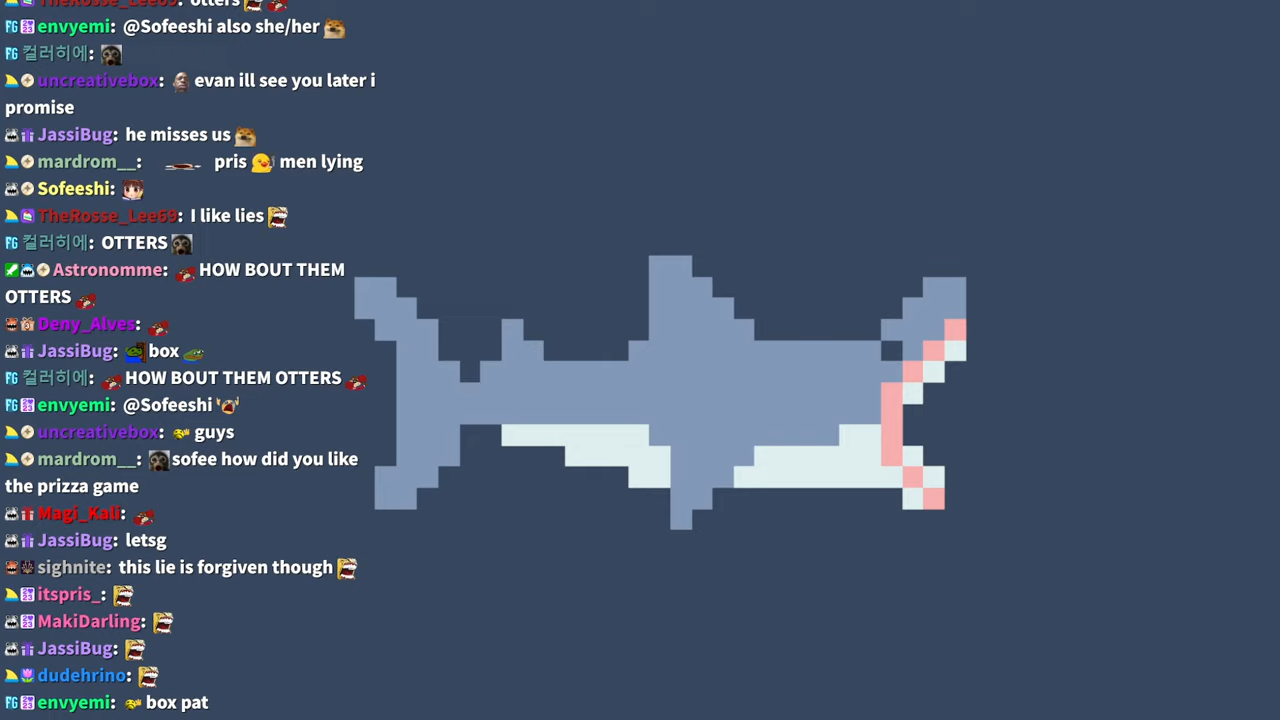 TheRosse_Lee69: otters
envyemi: @Sofeeshi also she/her
컬러히에:
uncreativebox: evan ill see you later i
promise
JassiBug: he misses us
mardrom__: pris men lying
Sofeeshi:
TheRosse_Lee69: I like lies
컬러히에: OTTERS
Astronomme: HOW BOUT THEM
OTTERS
Deny_Alves:
JassiBug: box
컬러히에: HOW BOUT THEM OTTERS
envyemi: @Sofeeshi
uncreativebox: guys
mardrom__: sofee how did you like
the prizza game
Magi_Kali:
JassiBug: letsg
sighnite: this lie is forgiven though
itspris_:
MakiDarling:
JassiBug:
dudehrino:
envyemi: box pat